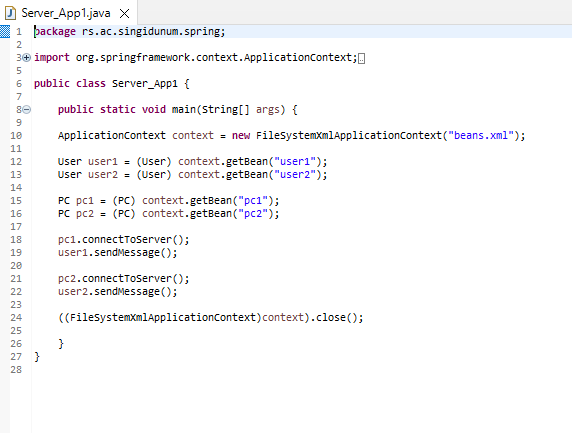 Server_App1.java
1 package rs.ac.singidunum.spring;
2
3 import org.springframework.context.ApplicationContext;
5
6 public class Server_App1 {
7
8 public static void main(String[] args) {
9
10 ApplicationContext context = new FileSystemXmlApplicationContext("beans.xml");
11
12 User user1 = (User) context.getBean("user1");
13 User user2 = (User) context.getBean("user2");
14
15 PC pc1 = (PC) context.getBean("pc1");
16 PC pc2 = (PC) context.getBean("pc2");
17
18 pc1.connectToServer();
19 user1.sendMessage();
20
21 pc2.connectToServer();
22 user2.sendMessage();
23
24 ((FileSystemXmlApplicationContext)context).close();
25
26 }
27 }
28